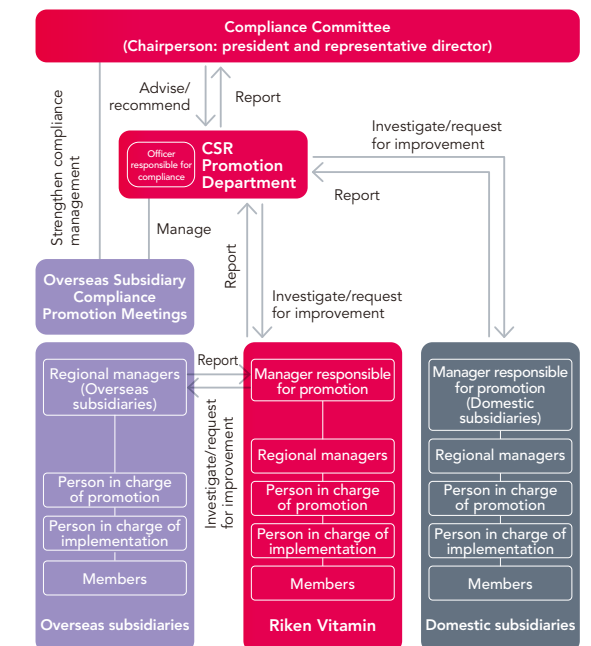 Compliance Committee
(Chairperson: president and representative director)
Advise/
recommend
Report
Investigate/request
for improvement
Strengthen compliance
management
Officer
responsible for
compliance
CSR
Promotion
Department
Report
Manage
Report
Overseas Subsidiary
Compliance
Promotion Meetings
Investigate/request
for improvement
Regional managers
(Overseas
subsidiaries)
Report
Investigate/request
for improvement
Person in charge
of promotion
Person in charge of
implementation
Members
Overseas subsidiaries
Manager responsible
for promotion
Regional managers
Person in charge
of promotion
Person in charge of
implementation
Members
Riken Vitamin
Manager responsible
for promotion
(Domestic
subsidiaries)
Regional managers
Person in charge
of promotion
Person in charge of
implementation
Members
Domestic subsidiaries